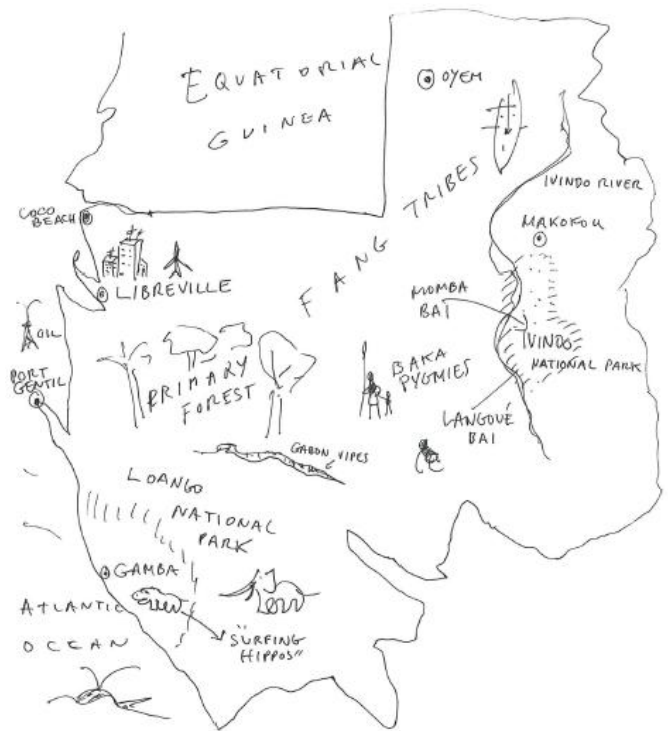 EQUATORIAL
GUINEA
OYEM
FANG TRIBES
IVINDO RIVER
COCO
BEACH
MAKOKOU
LIBREVILLE
MOMBA
BAI
OIL
IVINDO
NATIONAL PARK
PORT
GENTIL
PRIMARY
FOREST
BAKA
PYGMIES
LANGOUÉ
BAI
GABON VIPES
LOANGO
NATIONAL
PARK
GAMBA
ATLANTIC
OCEAN
"SURFING
HIPPOS"